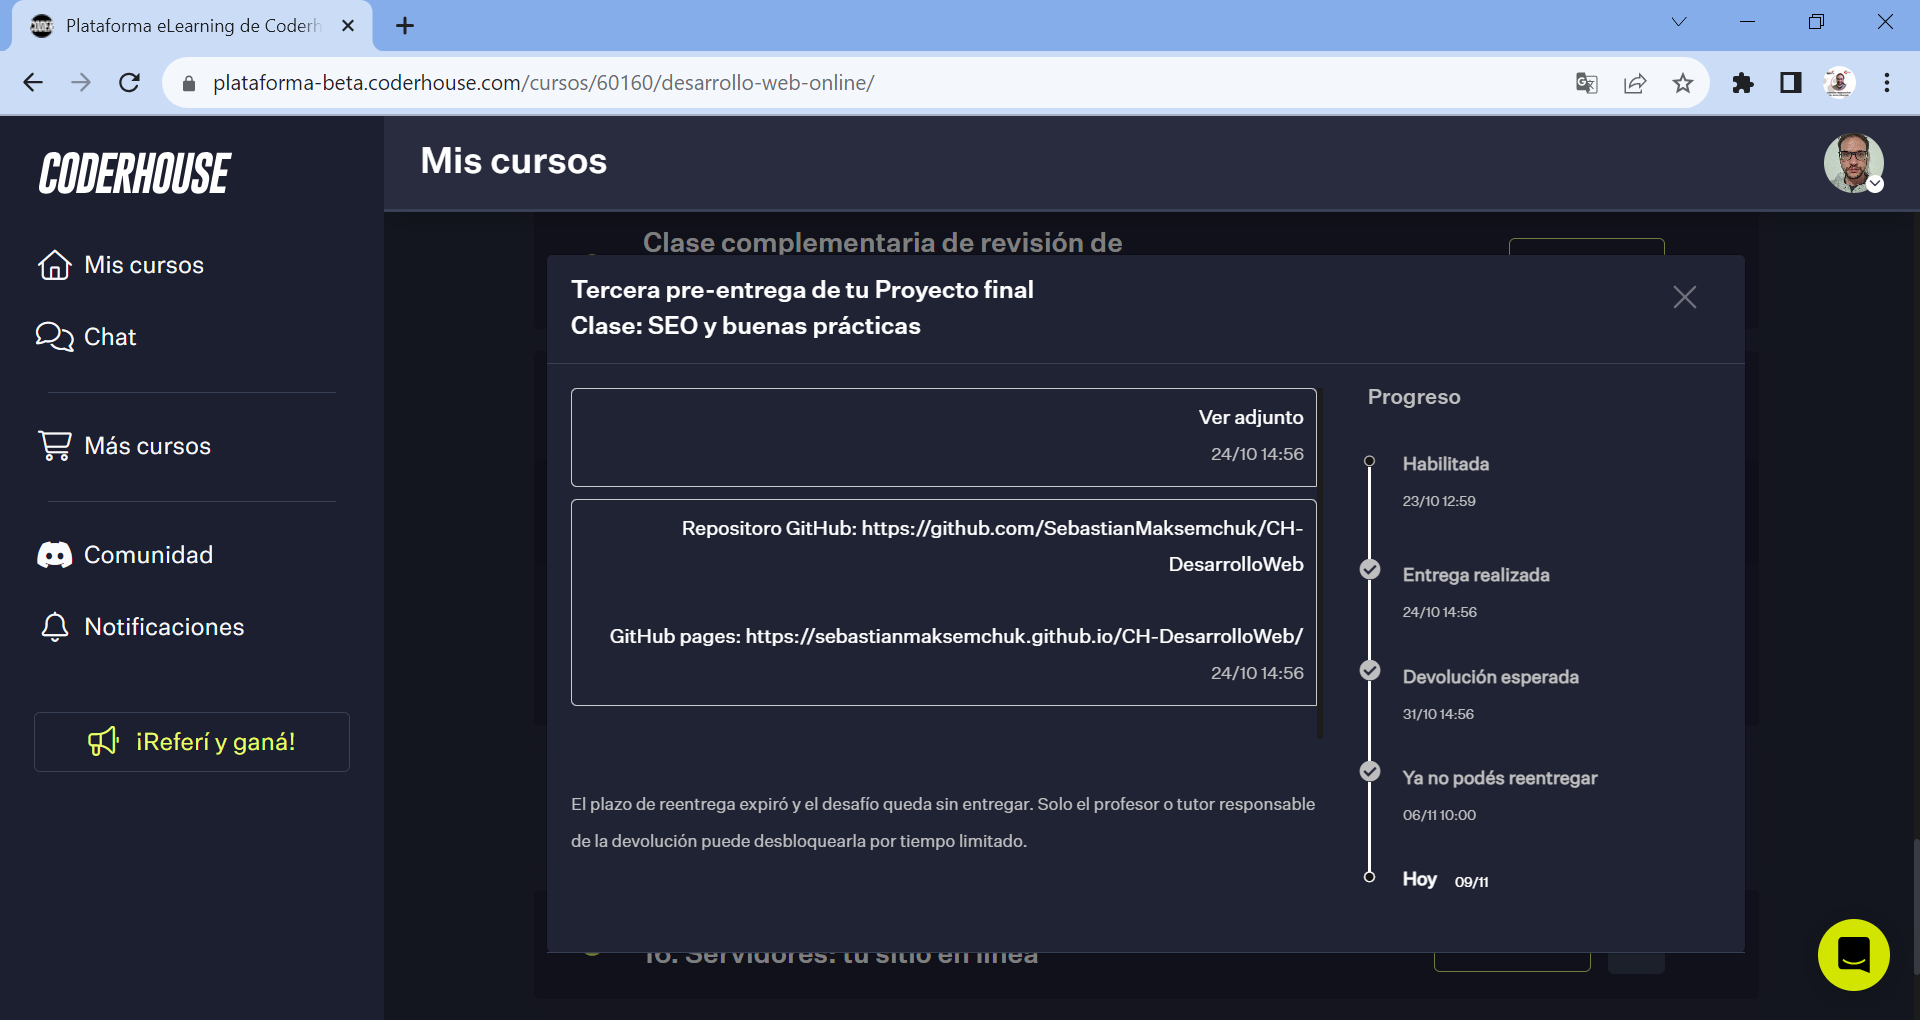 Plataforma eLearning de Coderh
plataforma-beta.coderhouse.com/cursos/60160/desarrollo-web-online/
CODERHOUSE
Mis cursos
Chat
Más cursos
Comunidad
Notificaciones
¡Referí y ganá!
Mis cursos
Clase complementaria de revisión de
Tercera pre-entrega de tu Proyecto final
Clase: SEO y buenas prácticas
Ver adjunto
24/10 14:56
Repositoro GitHub: https://github.com/SebastianMaksemchuk/CH-
DesarrolloWeb
GitHub pages: https://sebastianmaksemchuk.github.io/CH-DesarrolloWeb/
24/10 14:56
El plazo de reentrega expiró y el desafío queda sin entregar. Solo el profesor o tutor responsable
de la devolución puede desbloquearla por tiempo limitado.
Progreso
Habilitada
23/10 12:59
Entrega realizada
24/10 14:56
Devolución esperada
31/10 14:56
Ya no podés reentregar
06/11 10:00
Hoy 09/11
16. Servidores: tu sitio en línea